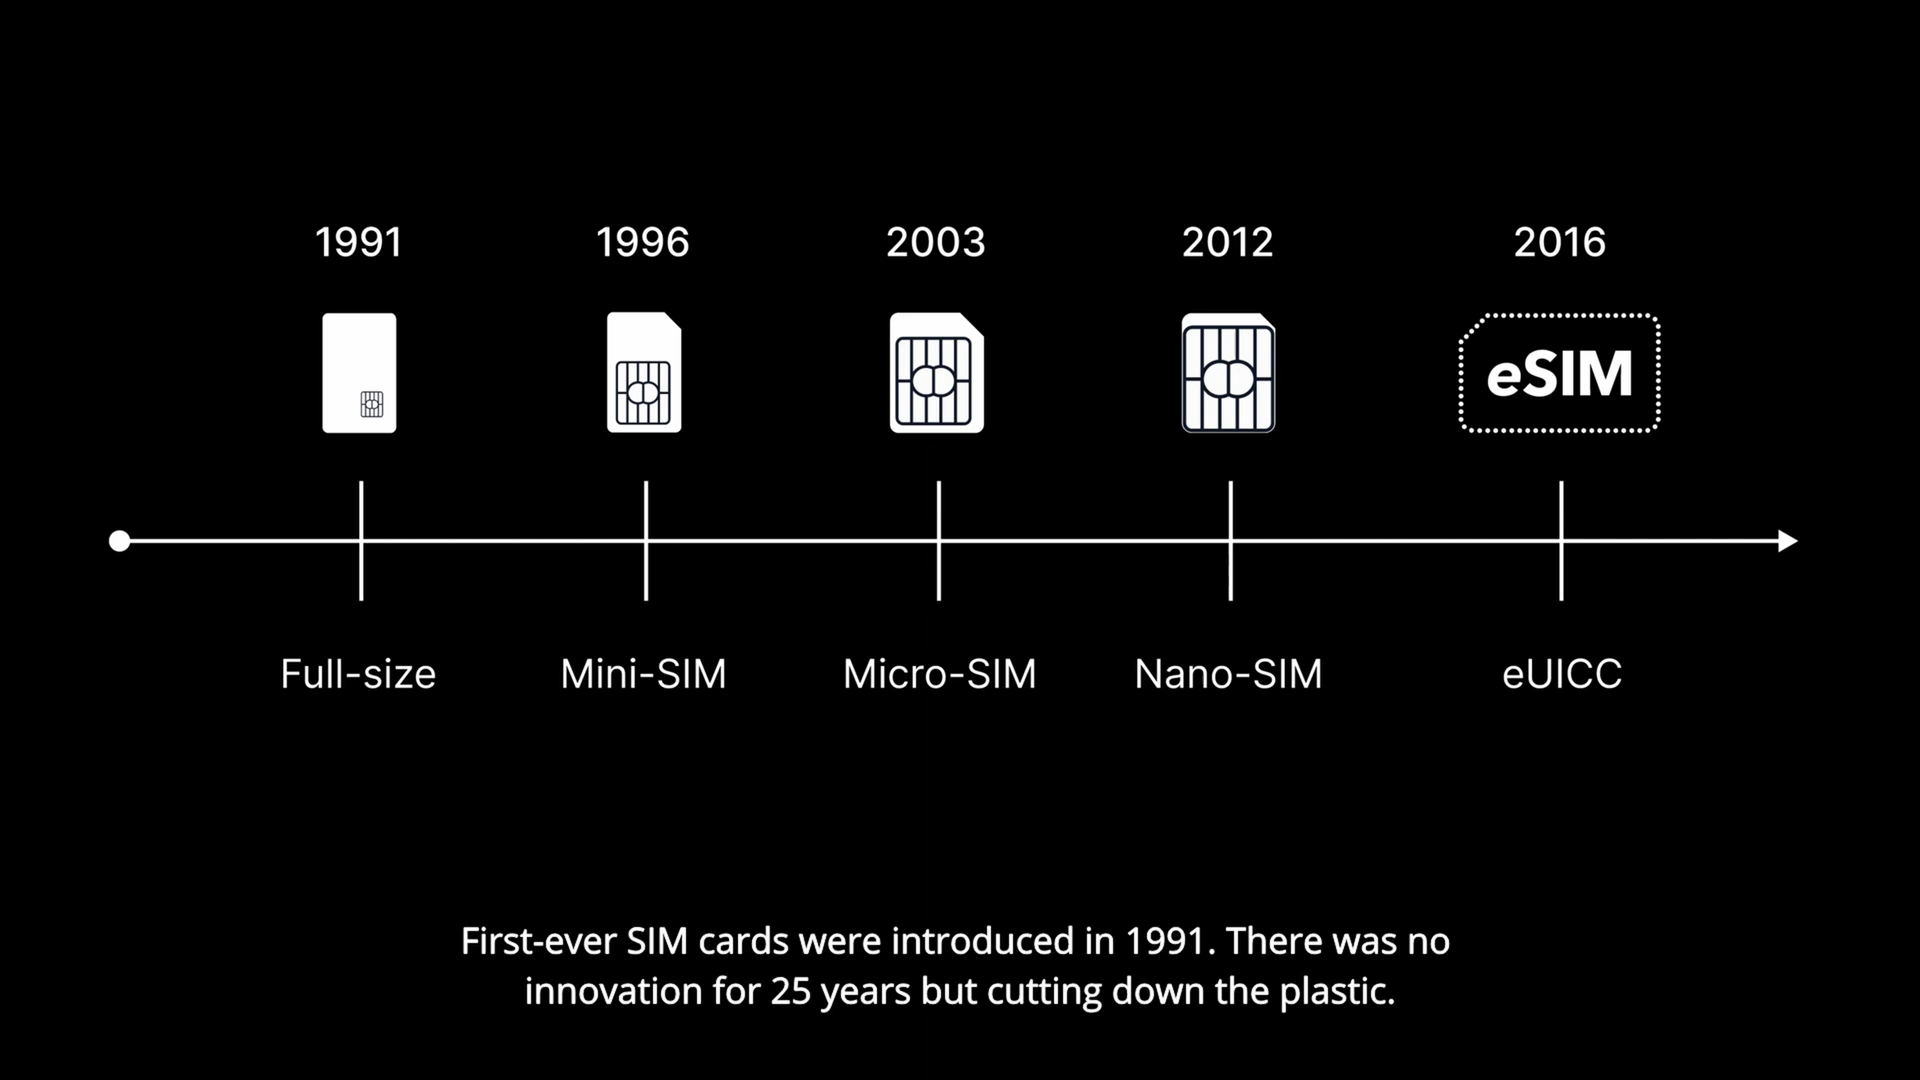 1991 1996 2003 2012 2016
eSIM
Full-size Mini-SIM Micro-SIM Nano-SIM eUICC
First-ever SIM cards were introduced in 1991. There was no
innovation for 25 years but cutting down the plastic.